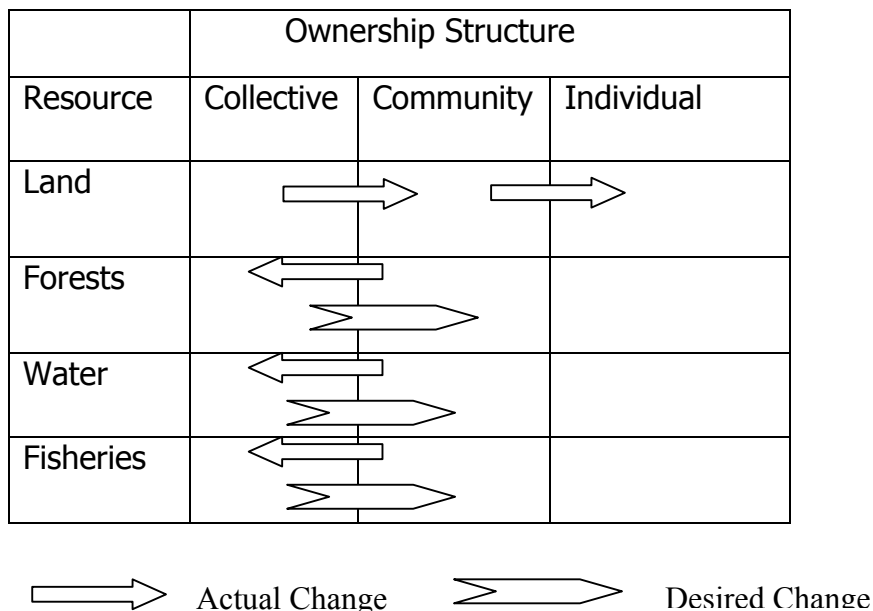 Ownership Structure
Resource Collective Community Individual
Land
Forests
Water
Fisheries
Actual Change Desired Change